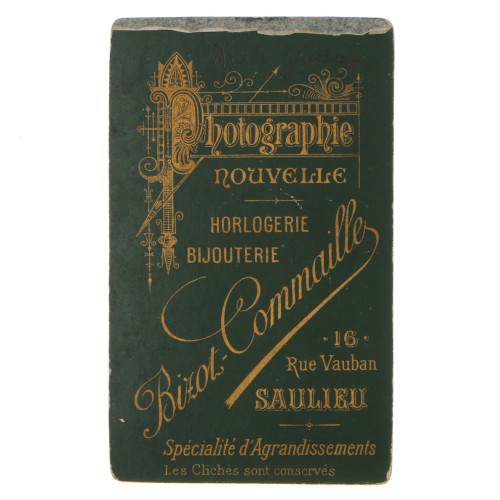 Photographie
NOUVELLE
HORLOGERIE
BIJOUTERIE
Bizot-Commaille
· 16 ·
Rue Vauban
SAULIEU
Spécialité d'Agrandissements
Les Clichés sont conservés